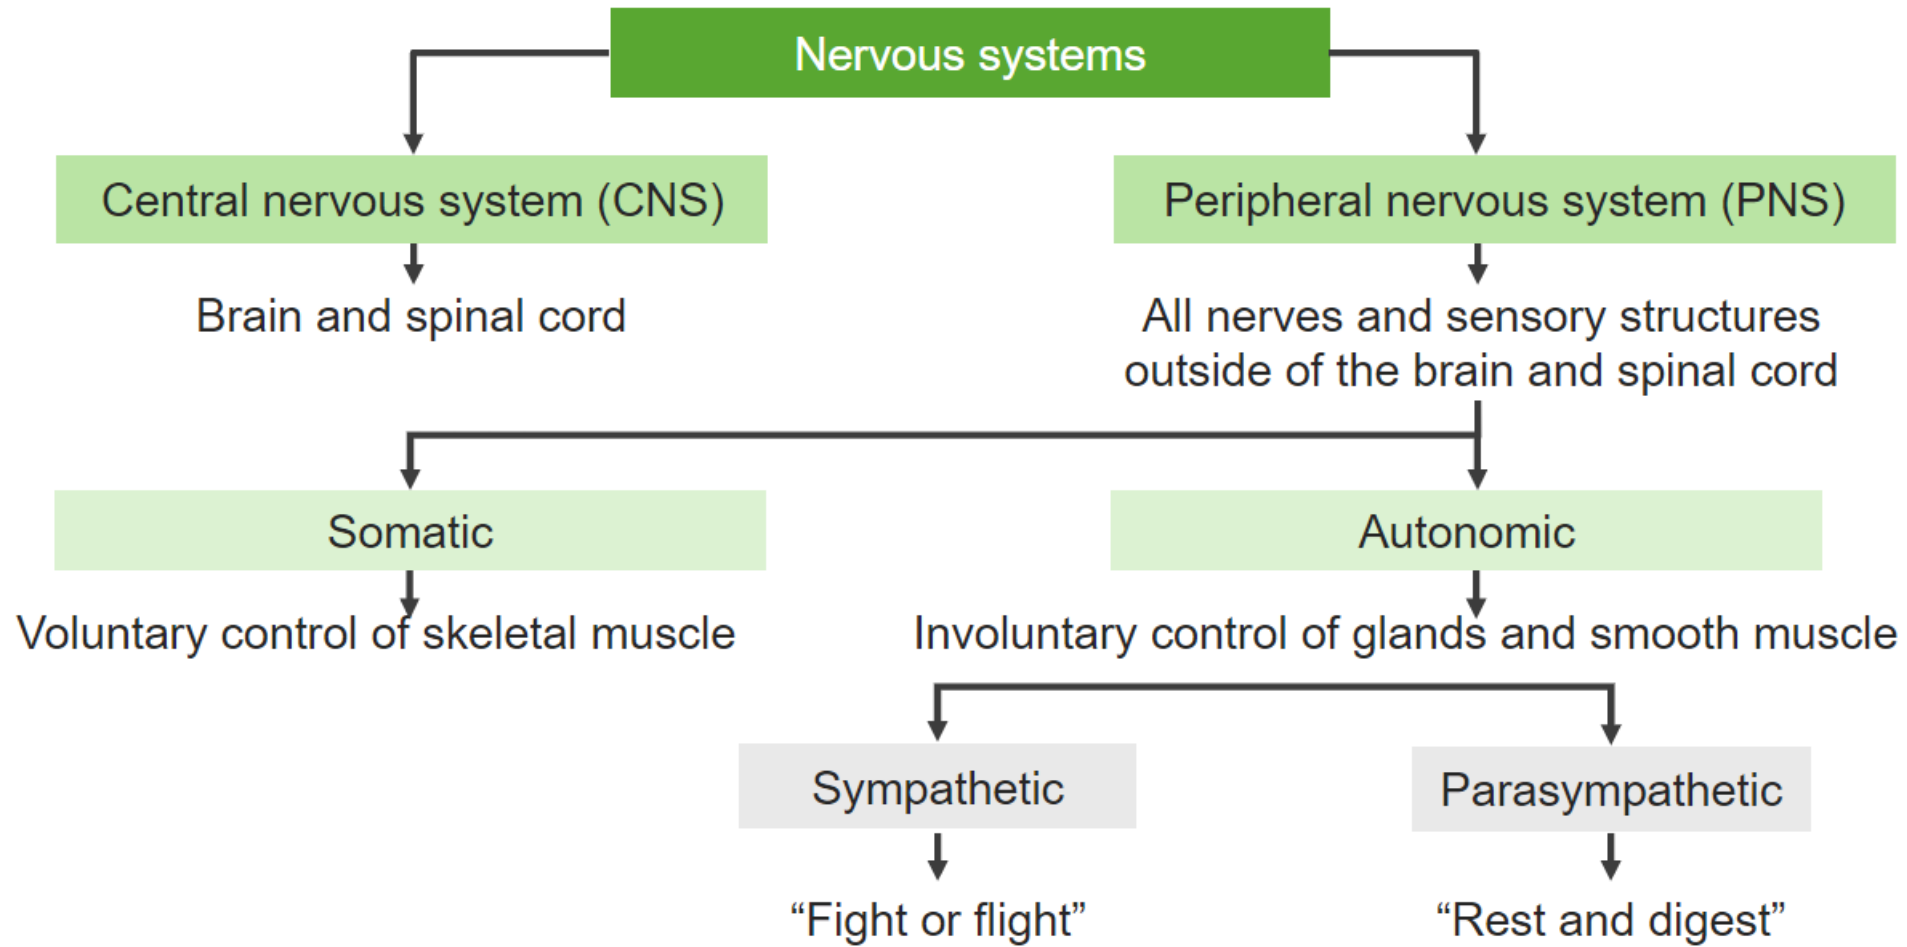 Nervous systems
Central nervous system (CNS)
Peripheral nervous system (PNS)
Brain and spinal cord
All nerves and sensory structures
outside of the brain and spinal cord
Somatic
Autonomic
Voluntary control of skeletal muscle
Involuntary control of glands and smooth muscle
Sympathetic
Parasympathetic
“Fight or flight”
“Rest and digest”